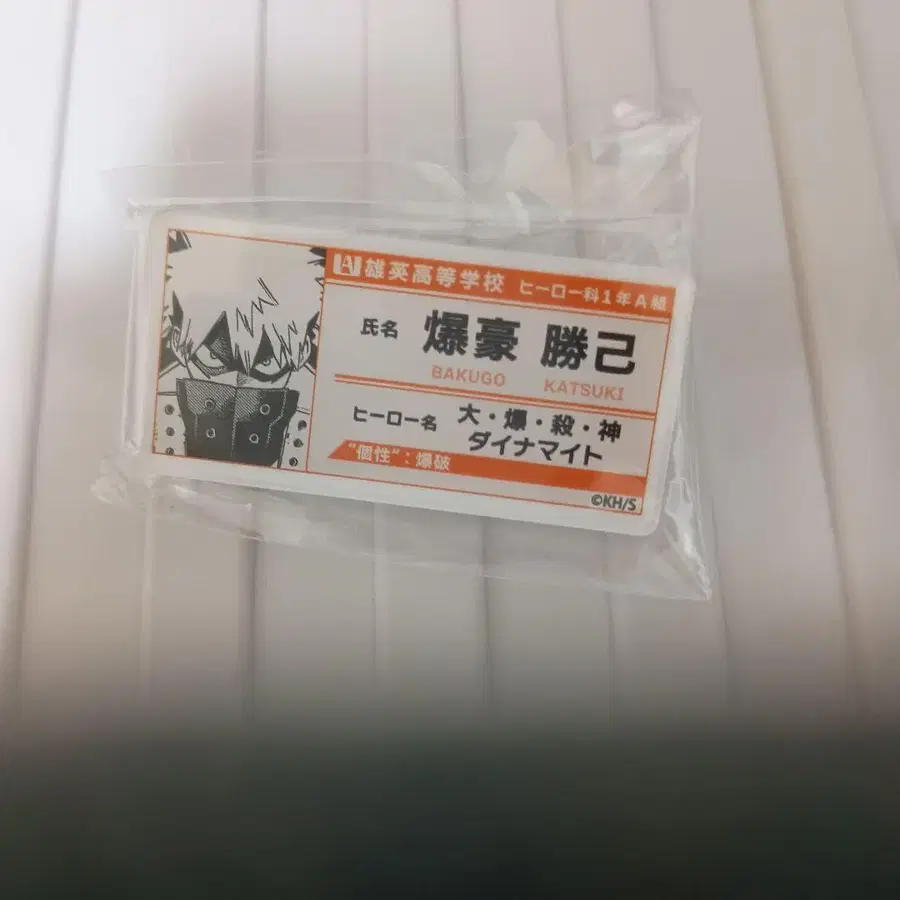 UA 雄英高等学校 ヒーロー科1年A組
氏名 爆豪 勝己
BAKUGO KATSUKI
ヒーロー名 大・爆・殺・神
ダイナマイト
"個性":爆破
©KH/S